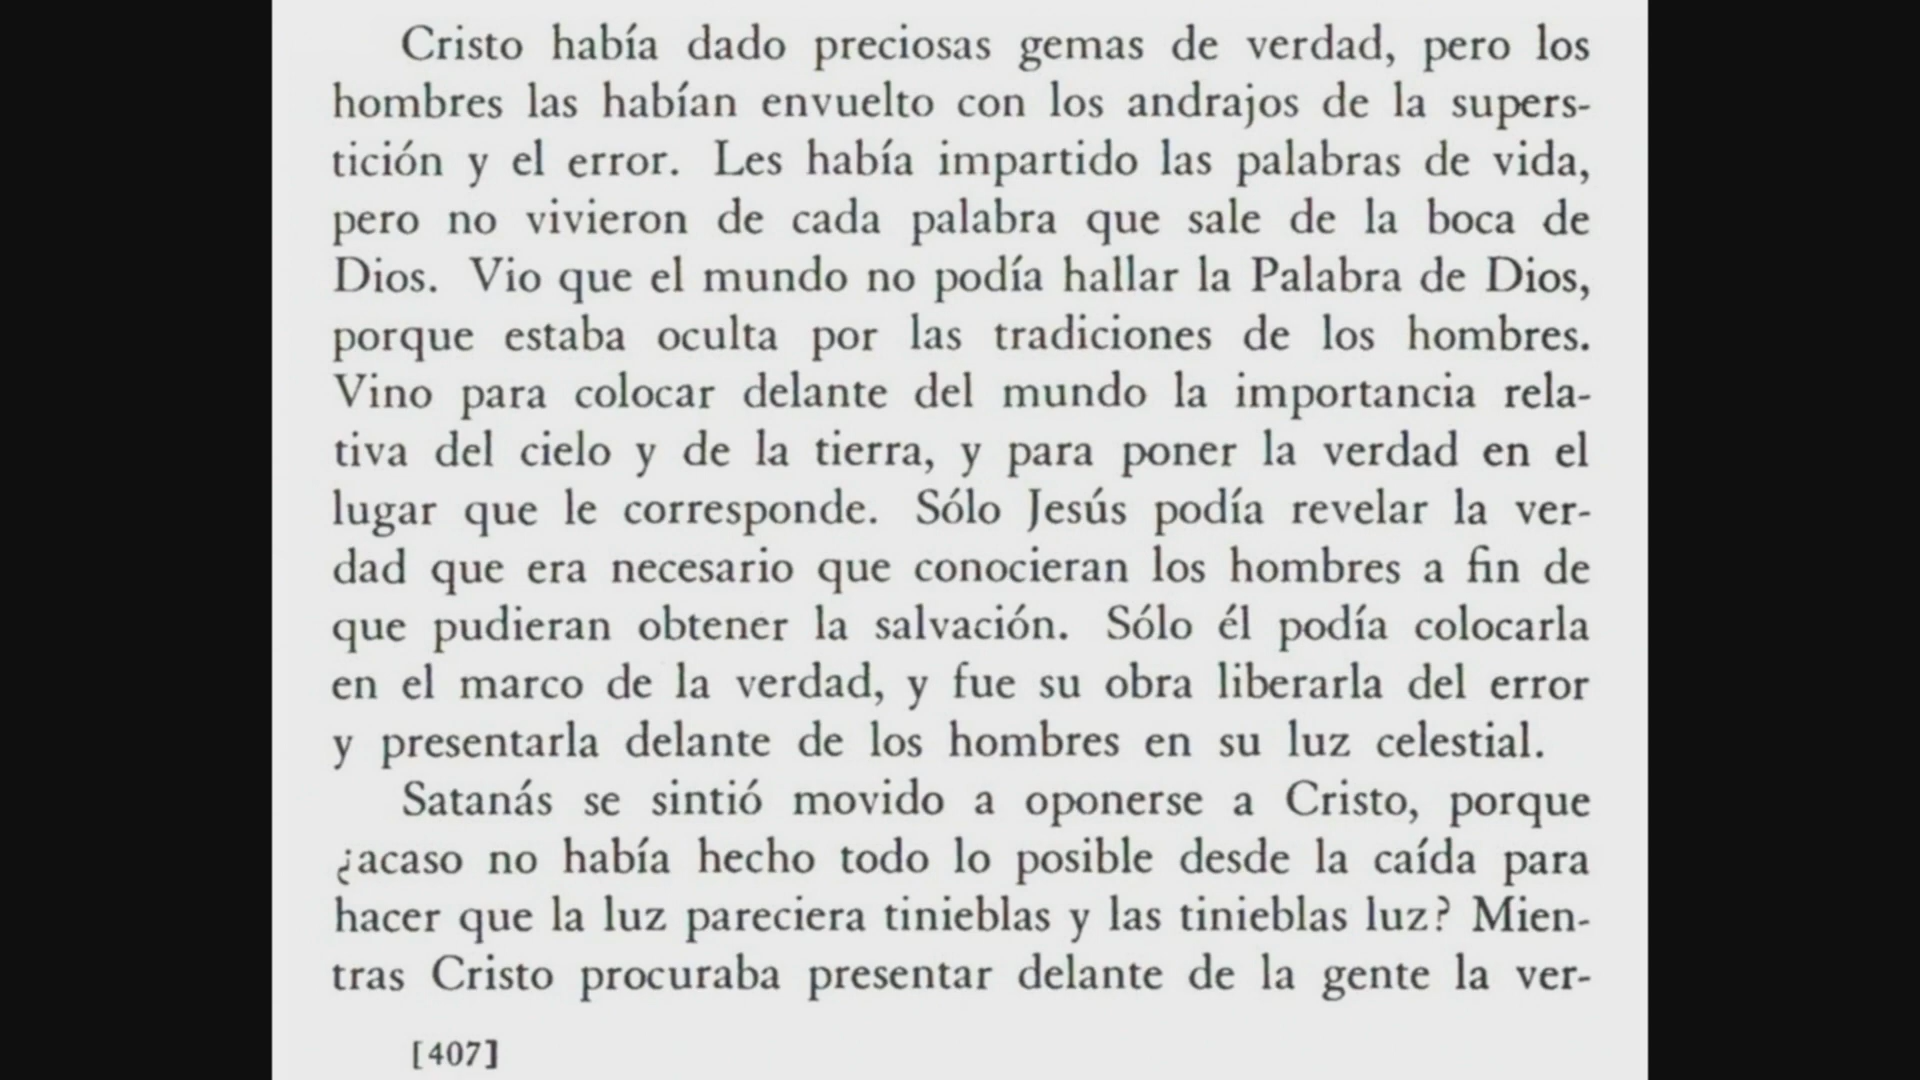 Cristo había dado preciosas gemas de verdad, pero los
hombres las habían envuelto con los andrajos de la supers-
tición y el error. Les había impartido las palabras de vida,
pero no vivieron de cada palabra que sale de la boca de
Dios. Vio que el mundo no podía hallar la Palabra de Dios,
porque estaba oculta por las tradiciones de los hombres.
Vino para colocar delante del mundo la importancia rela-
tiva del cielo y de la tierra, y para poner la verdad en el
lugar que le corresponde. Sólo Jesús podía revelar la ver-
dad que era necesario que conocieran los hombres a fin de
que pudieran obtener la salvación. Sólo él podía colocarla
en el marco de la verdad, y fue su obra liberarla del error
y presentarla delante de los hombres en su luz celestial.
Satanás se sintió movido a oponerse a Cristo, porque
¿acaso no había hecho todo lo posible desde la caída para
hacer que la luz pareciera tinieblas y las tinieblas luz? Mien-
tras Cristo procuraba presentar delante de la gente la ver-
[407]